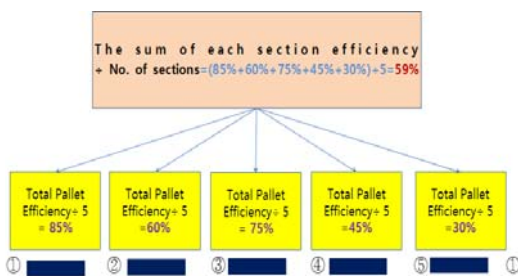 The sum of each section efficiency
÷ No. of sections=(85%+60%+75%+45%+30%)÷5=59%
Total Pallet
Efficiency÷ 5
= 85%
Total Pallet
Efficiency÷ 5
=60%
Total Pallet
Efficiency÷ 5
= 75%
Total Pallet
Efficiency÷ 5
=45%
Total Pallet
Efficiency÷ 5
=30%
① ② ③ ④ ⑤ ①